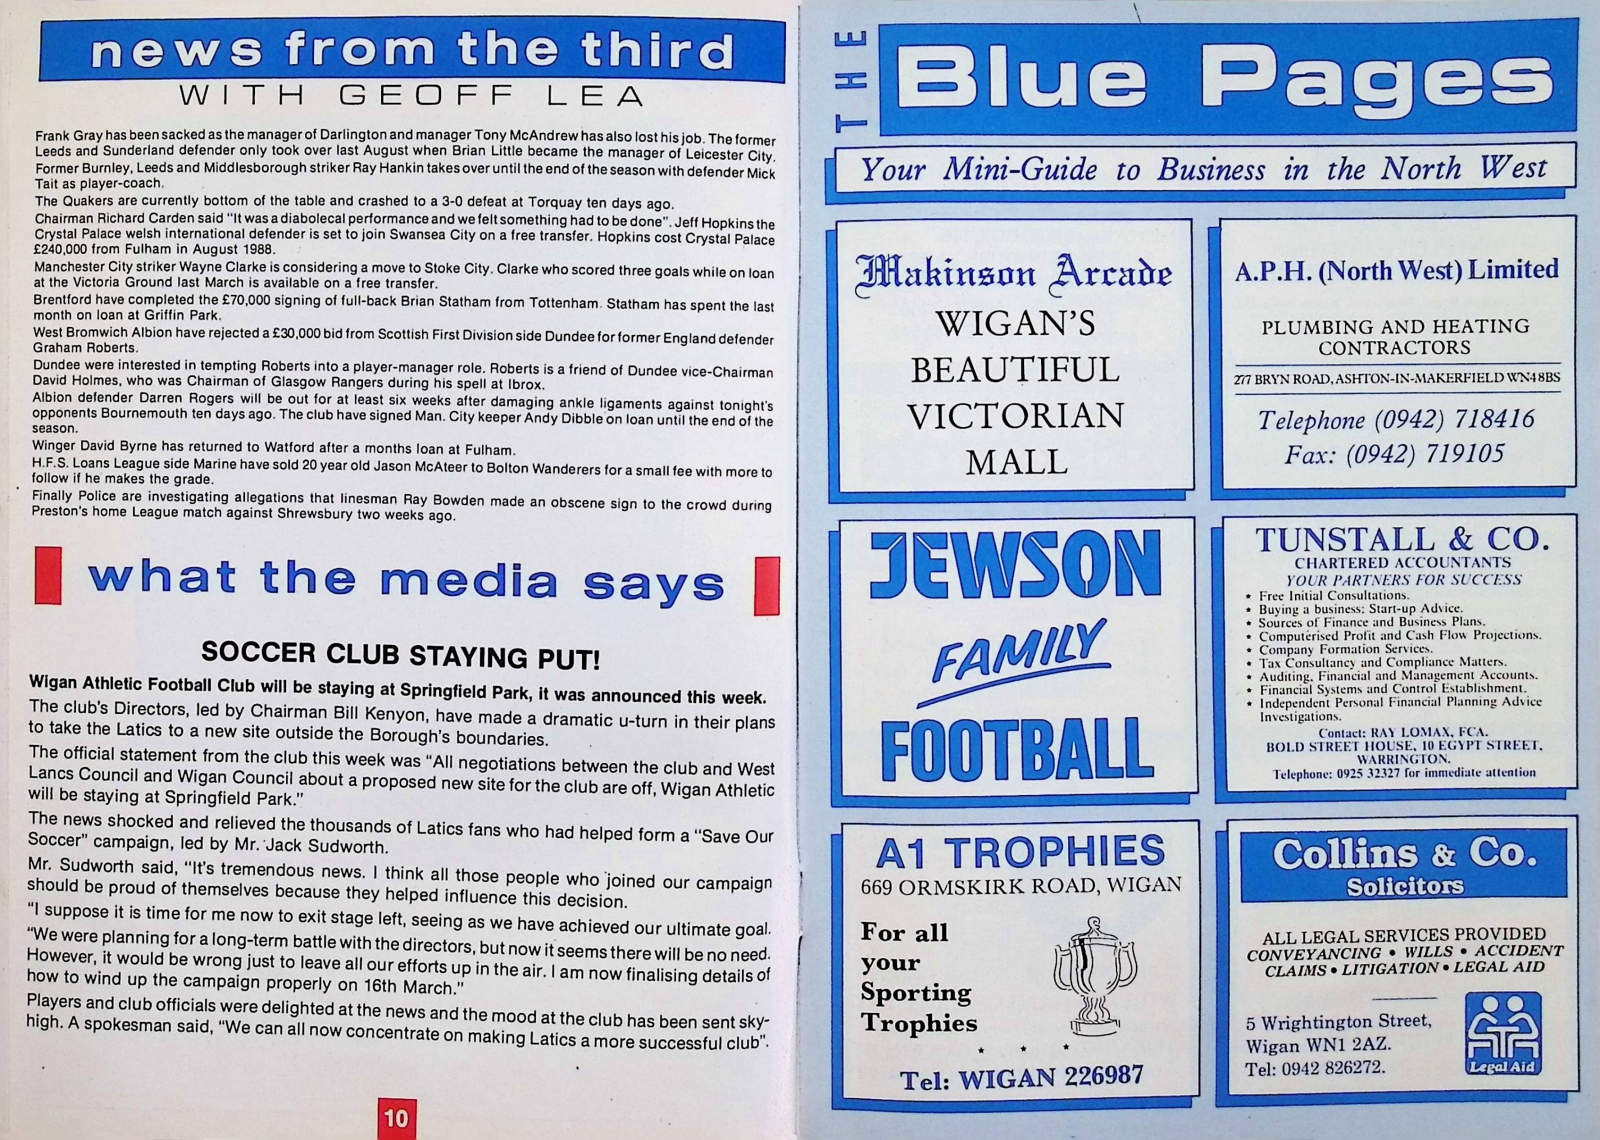 news from the third
WITH GEOFF LEA
Frank Gray has been sacked as the manager of Darlington and manager Tony McAndrew has also lost his job. The former
Leeds and Sunderland defender only took over last August when Brian Little became the manager of Leicester City.
Former Burnley, Leeds and Middlesborough striker Ray Hankin takes over until the end of the season with defender Mick
Tait as player-coach.
The Quakers are currently bottom of the table and crashed to a 3-0 defeat at Torquay ten days ago.
Chairman Richard Carden said "It was a diabolecal performance and we felt something had to be done". Jeff Hopkins the
Crystal Palace welsh international defender is set to join Swansea City on a free transfer. Hopkins cost Crystal Palace
£240,000 from Fulham in August 1988.
Manchester City striker Wayne Clarke is considering a move to Stoke City. Clarke who scored three goals while on loan
at the Victoria Ground last March is available on a free transfer.
Brentford have completed the £70,000 signing of full-back Brian Statham from Tottenham. Statham has spent the last
month on loan at Griffin Park.
West Bromwich Albion have rejected a £30,000 bid from Scottish First Division side Dundee for former England defender
Graham Roberts.
Dundee were interested in tempting Roberts into a player-manager role. Roberts is a friend of Dundee vice-Chairman
David Holmes, who was Chairman of Glasgow Rangers during his spell at Ibrox.
Albion defender Darren Rogers will be out for at least six weeks after damaging ankle ligaments against tonight's
opponents Bournemouth ten days ago. The club have signed Man. City keeper Andy Dibble on loan until the end of the
season.
Winger David Byrne has returned to Watford after a months loan at Fulham.
H.F.S. Loans League side Marine have sold 20 year old Jason McAteer to Bolton Wanderers for a small fee with more to
follow if he makes the grade.
Finally Police are investigating allegations that linesman Ray Bowden made an obscene sign to the crowd during
Preston's home League match against Shrewsbury two weeks ago.
what the media says
SOCCER CLUB STAYING PUT!
Wigan Athletic Football Club will be staying at Springfield Park, it was announced this week.
The club's Directors, led by Chairman Bill Kenyon, have made a dramatic u-turn in their plans
to take the Latics to a new site outside the Borough's boundaries.
The official statement from the club this week was "All negotiations between the club and West
Lancs Council and Wigan Council about a proposed new site for the club are off, Wigan Athletic
will be staying at Springfield Park."
The news shocked and relieved the thousands of Latics fans who had helped form a "Save Our
Soccer" campaign, led by Mr. Jack Sudworth.
Mr. Sudworth said, "It's tremendous news. I think all those people who joined our campaign
should be proud of themselves because they helped influence this decision.
"I suppose it is time for me now to exit stage left, seeing as we have achieved our ultimate goal.
"We were planning for a long-term battle with the directors, but now it seems there will be no need.
However, it would be wrong just to leave all our efforts up in the air. I am now finalising details of
how to wind up the campaign properly on 16th March."
Players and club officials were delighted at the news and the mood at the club has been sent sky-
high. A spokesman said, "We can all now concentrate on making Latics a more successful club".
10
THE Blue Pages
Your Mini-Guide to Business in the North West
Makinson Arcade
WIGAN'S
BEAUTIFUL
VICTORIAN
MALL
A.P.H. (North West) Limited
PLUMBING AND HEATING
CONTRACTORS
277 BRYN ROAD, ASHTON-IN-MAKERFIELD WN4 8BS
Telephone (0942) 718416
Fax: (0942) 719105
JEWSON
FAMILY
FOOTBALL
TUNSTALL & CO.
CHARTERED ACCOUNTANTS
YOUR PARTNERS FOR SUCCESS
* Free Initial Consultations.
* Buying a business: Start-up Advice.
* Sources of Finance and Business Plans.
* Computerised Profit and Cash Flow Projections.
* Company Formation Services.
* Tax Consultancy and Compliance Matters.
* Auditing, Financial and Management Accounts.
* Financial Systems and Control Establishment.
* Independent Personal Financial Planning Advice
Investigations.
Contact: RAY LOMAX, FCA.
BOLD STREET HOUSE, 10 EGYPT STREET,
WARRINGTON.
Telephone: 0925 32327 for immediate attention
A1 TROPHIES
669 ORMSKIRK ROAD, WIGAN
For all
your
Sporting
Trophies
* * *
Tel: WIGAN 226987
Collins & Co.
Solicitors
ALL LEGAL SERVICES PROVIDED
CONVEYANCING • WILLS • ACCIDENT
CLAIMS • LITIGATION • LEGAL AID
5 Wrightington Street,
Wigan WN1 2AZ.
Tel: 0942 826272.
Legal Aid